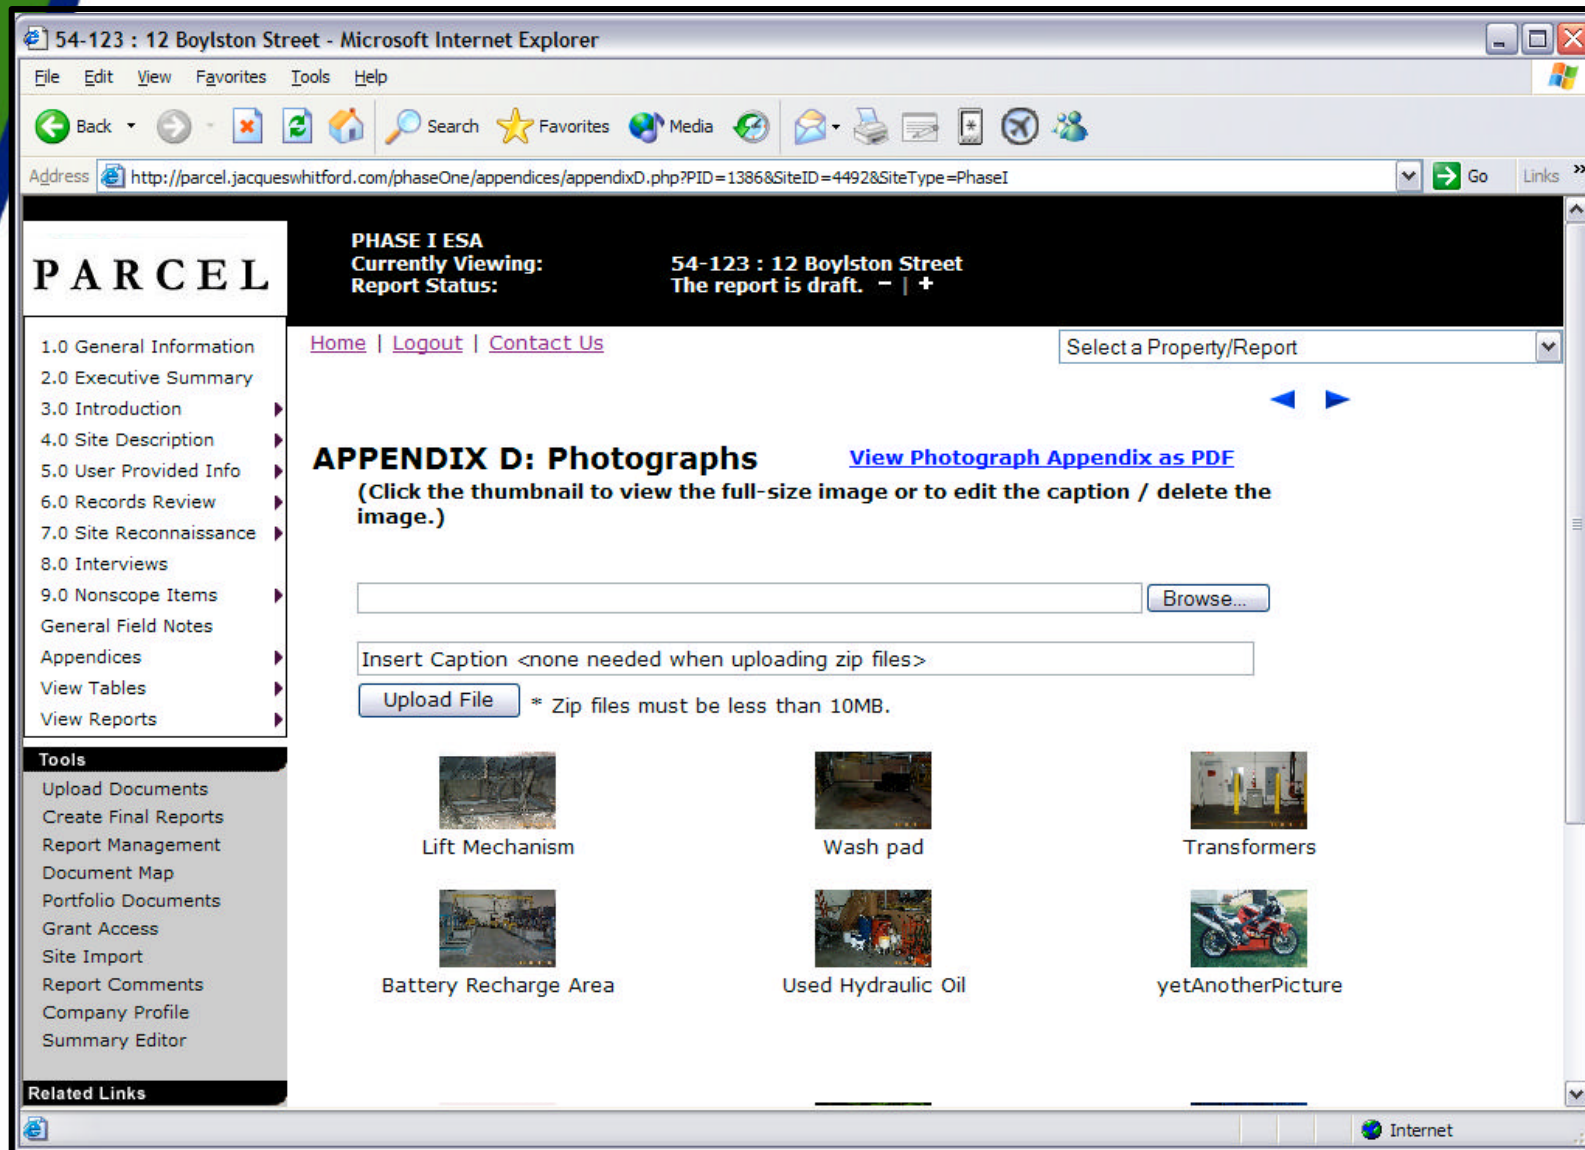 54-123 : 12 Boylston Street - Microsoft Internet Explorer
File Edit View Favorites Tools Help
Back Search Favorites Media
Address http://parcel.jacqueswhitford.com/phaseOne/appendices/appendixD.php?PID=1386&SiteID=4492&SiteType=PhaseI Go Links »
PARCEL
PHASE I ESA
Currently Viewing: 54-123 : 12 Boylston Street
Report Status: The report is draft. - | +
Home | Logout | Contact Us
Select a Property/Report
1.0 General Information
2.0 Executive Summary
3.0 Introduction
4.0 Site Description
5.0 User Provided Info
6.0 Records Review
7.0 Site Reconnaissance
8.0 Interviews
9.0 Nonscope Items
General Field Notes
Appendices
View Tables
View Reports
Tools
Upload Documents
Create Final Reports
Report Management
Document Map
Portfolio Documents
Grant Access
Site Import
Report Comments
Company Profile
Summary Editor
Related Links
APPENDIX D: Photographs View Photograph Appendix as PDF
(Click the thumbnail to view the full-size image or to edit the caption / delete the
image.)
Browse...
Insert Caption <none needed when uploading zip files>
Upload File * Zip files must be less than 10MB.
Lift Mechanism Wash pad Transformers
Battery Recharge Area Used Hydraulic Oil yetAnotherPicture
Internet